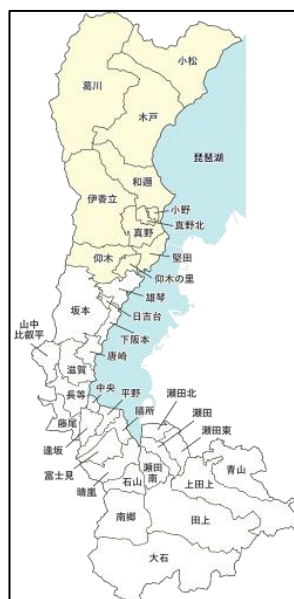 小松
葛川
木戸
琵琶湖
和邇
伊香立
小野
真野北
真野
堅田
仰木
仰木の里
雄琴
坂本
日吉台
下阪本
山中
比叡平
唐崎
滋賀
中央
平野
瀬田北
長等
膳所
瀬田
藤尾
瀬田東
逢坂
青山
富士見
瀬田
南
石山
上田上
晴嵐
南郷
田上
大石